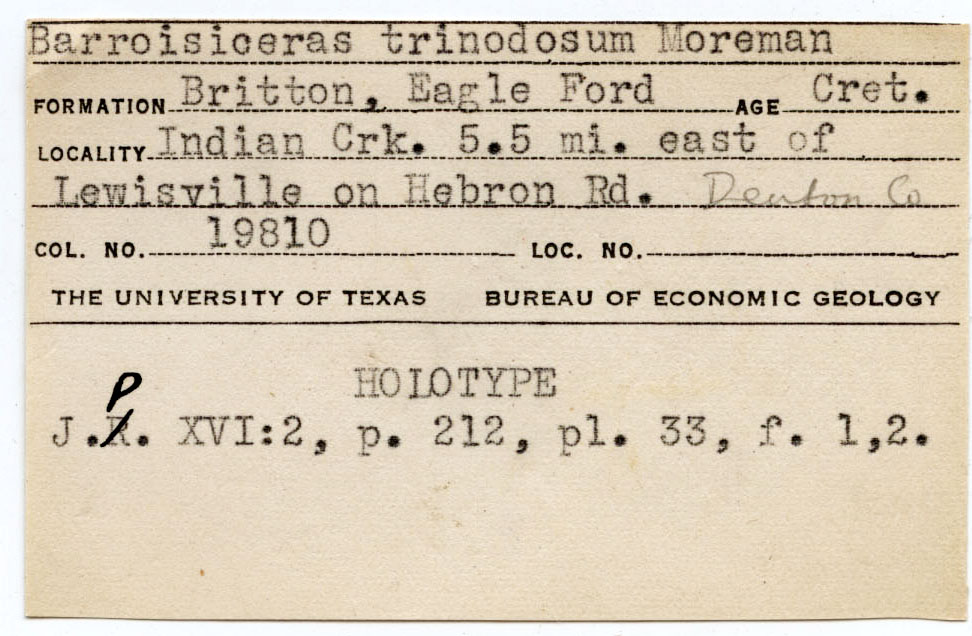 Barroisiceras trinodosum Moreman
FORMATION Britton, Eagle Ford AGE Cret.
LOCALITY Indian Crk. 5.5 mi. east of
Lewisville on Hebron Rd. Denton Co
COL. NO. 19810 LOC. NO.
THE UNIVERSITY OF TEXAS BUREAU OF ECONOMIC GEOLOGY
HOLOTYPE
P
J.R. XVI:2, p. 212, pl. 33, f. 1,2.